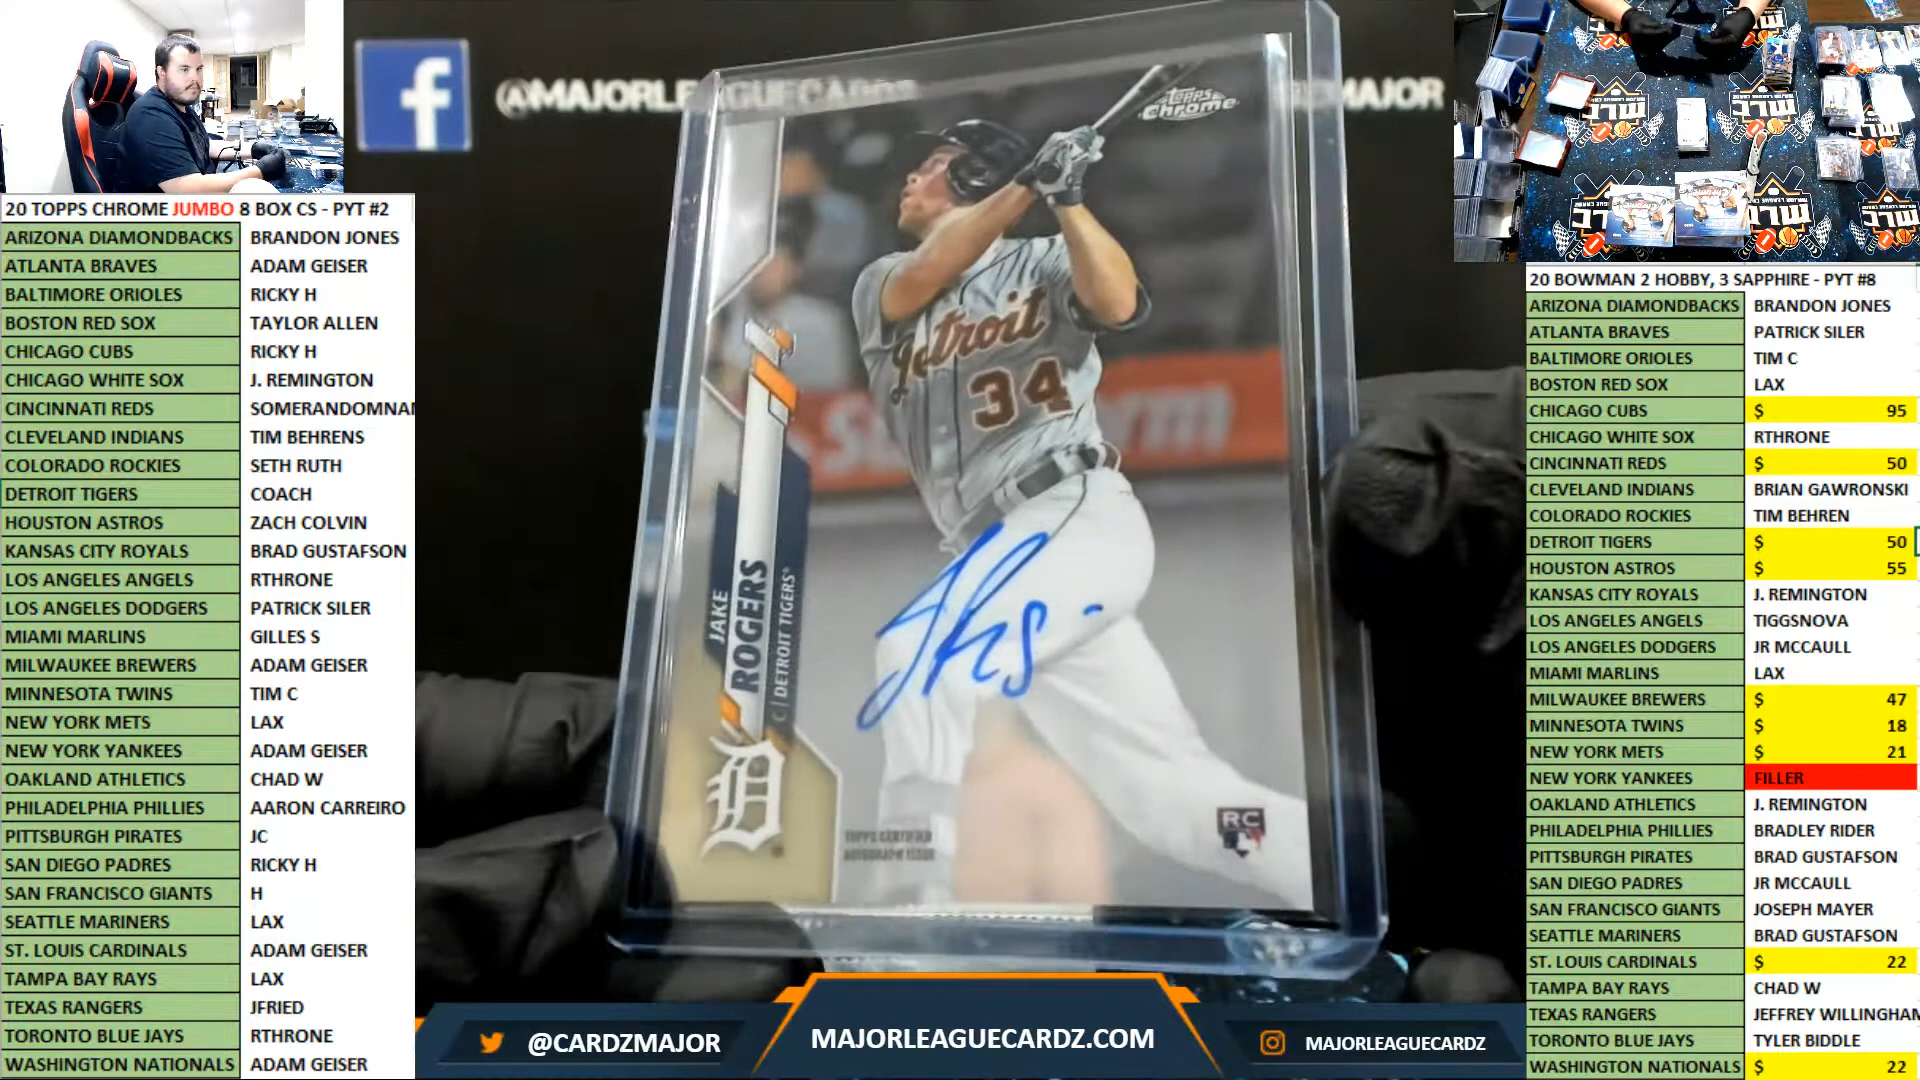 @MAJORLEAGUECARDZ
MAJOR
20 TOPPS CHROME JUMBO 8 BOX CS - PYT #2
ARIZONA DIAMONDBACKS BRANDON JONES
ATLANTA BRAVES ADAM GEISER
BALTIMORE ORIOLES RICKY H
BOSTON RED SOX TAYLOR ALLEN
CHICAGO CUBS RICKY H
CHICAGO WHITE SOX J. REMINGTON
CINCINNATI REDS SOMERANDOMNA
CLEVELAND INDIANS TIM BEHRENS
COLORADO ROCKIES SETH RUTH
DETROIT TIGERS COACH
HOUSTON ASTROS ZACH COLVIN
KANSAS CITY ROYALS BRAD GUSTAFSON
LOS ANGELES ANGELS RTHRONE
LOS ANGELES DODGERS PATRICK SILER
MIAMI MARLINS GILLES S
MILWAUKEE BREWERS ADAM GEISER
MINNESOTA TWINS TIM C
NEW YORK METS LAX
NEW YORK YANKEES ADAM GEISER
OAKLAND ATHLETICS CHAD W
PHILADELPHIA PHILLIES AARON CARREIRO
PITTSBURGH PIRATES JC
SAN DIEGO PADRES RICKY H
SAN FRANCISCO GIANTS H
SEATTLE MARINERS LAX
ST. LOUIS CARDINALS ADAM GEISER
TAMPA BAY RAYS LAX
TEXAS RANGERS JFRIED
TORONTO BLUE JAYS RTHRONE
WASHINGTON NATIONALS ADAM GEISER
Topps
Chrome
Detroit
34
JAKE
ROGERS
C | DETROIT TIGERS®
D
TOPPS CERTIFIED
AUTOGRAPH ISSUE
RC
20 BOWMAN 2 HOBBY, 3 SAPPHIRE - PYT #8
ARIZONA DIAMONDBACKS BRANDON JONES
ATLANTA BRAVES PATRICK SILER
BALTIMORE ORIOLES TIM C
BOSTON RED SOX LAX
CHICAGO CUBS $ 95
CHICAGO WHITE SOX RTHRONE
CINCINNATI REDS $ 50
CLEVELAND INDIANS BRIAN GAWRONSKI
COLORADO ROCKIES TIM BEHREN
DETROIT TIGERS $ 50
HOUSTON ASTROS $ 55
KANSAS CITY ROYALS J. REMINGTON
LOS ANGELES ANGELS TIGGSNOVA
LOS ANGELES DODGERS JR MCCAULL
MIAMI MARLINS LAX
MILWAUKEE BREWERS $ 47
MINNESOTA TWINS $ 18
NEW YORK METS $ 21
NEW YORK YANKEES FILLER
OAKLAND ATHLETICS J. REMINGTON
PHILADELPHIA PHILLIES BRADLEY RIDER
PITTSBURGH PIRATES BRAD GUSTAFSON
SAN DIEGO PADRES JR MCCAULL
SAN FRANCISCO GIANTS JOSEPH MAYER
SEATTLE MARINERS BRAD GUSTAFSON
ST. LOUIS CARDINALS $ 22
TAMPA BAY RAYS CHAD W
TEXAS RANGERS JEFFREY WILLINGHAM
TORONTO BLUE JAYS TYLER BIDDLE
WASHINGTON NATIONALS $ 22
@CARDZMAJOR
MAJORLEAGUECARDZ.COM
MAJORLEAGUECARDZ